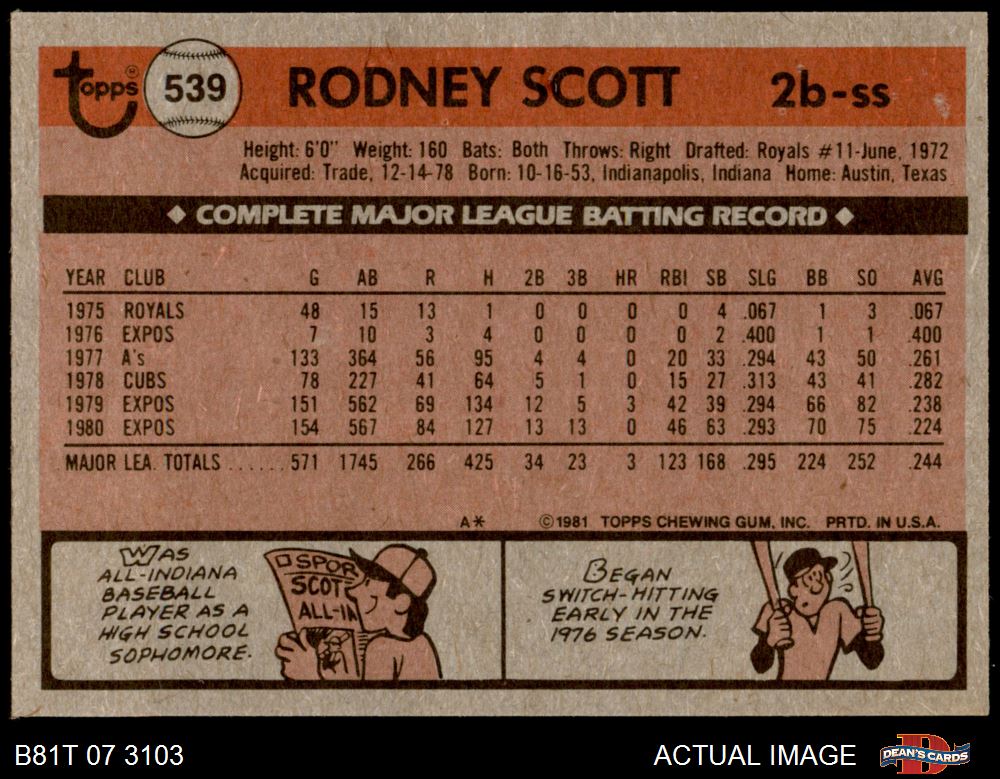 Topps®
539
RODNEY SCOTT
2b-ss
Height: 6'0" Weight: 160 Bats: Both Throws: Right Drafted: Royals #11-June, 1972
Acquired: Trade, 12-14-78 Born: 10-16-53, Indianapolis, Indiana Home: Austin, Texas
◆ COMPLETE MAJOR LEAGUE BATTING RECORD ◆
YEAR CLUB G AB R H 2B 3B HR RBI SB SLG BB SO AVG
1975 ROYALS 48 15 13 1 0 0 0 0 4 .067 1 3 .067
1976 EXPOS 7 10 3 4 0 0 0 0 2 .400 1 1 .400
1977 A's 133 364 56 95 4 4 0 20 33 .294 43 50 .261
1978 CUBS 78 227 41 64 5 1 0 15 27 .313 43 41 .282
1979 EXPOS 151 562 69 134 12 5 3 42 39 .294 66 82 .238
1980 EXPOS 154 567 84 127 13 13 0 46 63 .293 70 75 .224
MAJOR LEA. TOTALS ...... 571 1745 266 425 34 23 3 123 168 .295 224 252 .244
A* ©1981 TOPPS CHEWING GUM, INC. PRTD. IN U.S.A.
WAS
ALL-INDIANA
BASEBALL
PLAYER AS A
HIGH SCHOOL
SOPHOMORE.
SPOR
SCOT
ALL-IN
BEGAN
SWITCH-HITTING
EARLY IN THE
1976 SEASON.
B81T 07 3103
ACTUAL IMAGE
D
DEAN'S CARDS